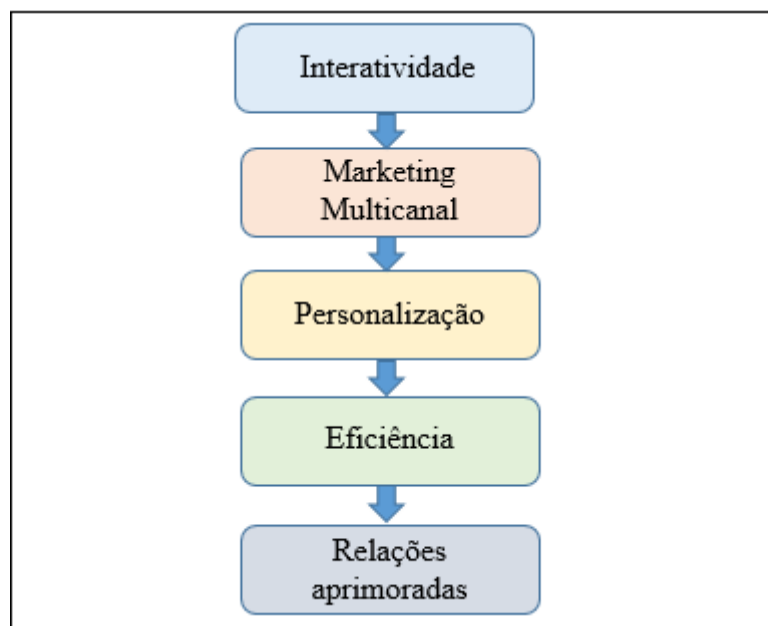 Interatividade
Marketing
Multicanal
Personalização
Eficiência
Relações
aprimoradas